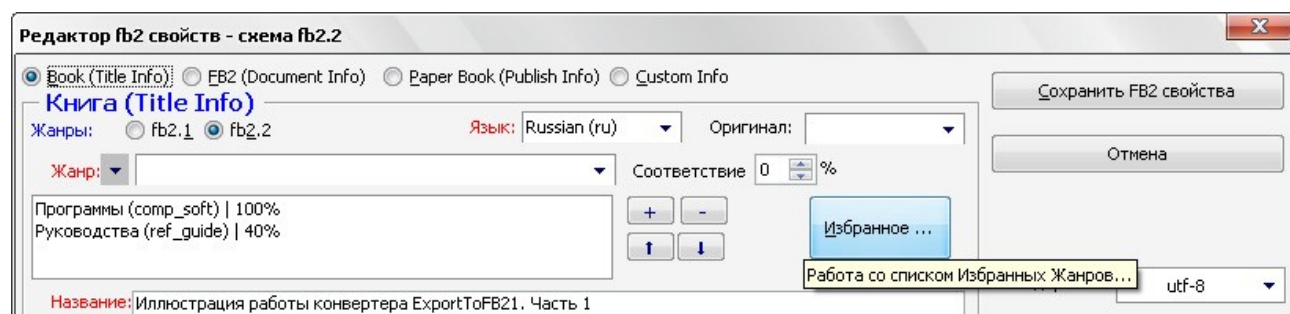 Редактор fb2 свойств - схема fb2.2
Book (Title Info) FB2 (Document Info) Paper Book (Publish Info) Custom Info
Сохранить FB2 свойства
Книга (Title Info)
Жанры: fb2.1 fb2.2 Язык: Russian (ru) Оригинал:
Отмена
Жанр: Соответствие 0 %
Программы (comp_soft) | 100%
Руководства (ref_guide) | 40%
+ -
Избранное ...
Работа со списком Избранных Жанров...
utf-8
Название: Иллюстрация работы конвертера ExportToFB21. Часть 1